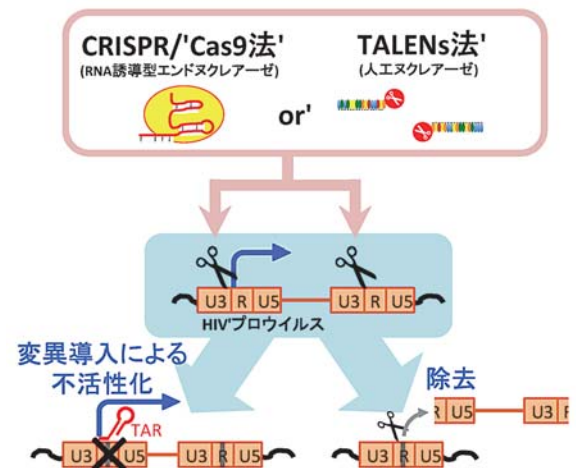 CRISPR/'Cas9法'
(RNA誘導型エンドヌクレアーゼ)
or'
TALENs法'
(人工ヌクレアーゼ)
U3 R U5 U3 R U5
HIV'プロウイルス
変異導入による
不活性化
TAR
U3 U5 U3 R U5
除去
R U5 U3 R
U3 R U5